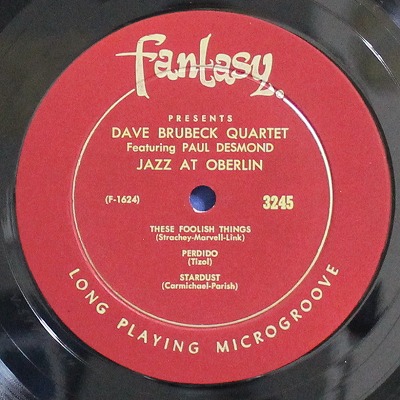 Fantasy.
PRESENTS
DAVE BRUBECK QUARTET
Featuring PAUL DESMOND
JAZZ AT OBERLIN
(F-1624) 3245
THESE FOOLISH THINGS
(Strachey-Marvell-Link)
PERDIDO
(Tizol)
STARDUST
(Carmichael-Parish)
LONG PLAYING MICROGROOVE